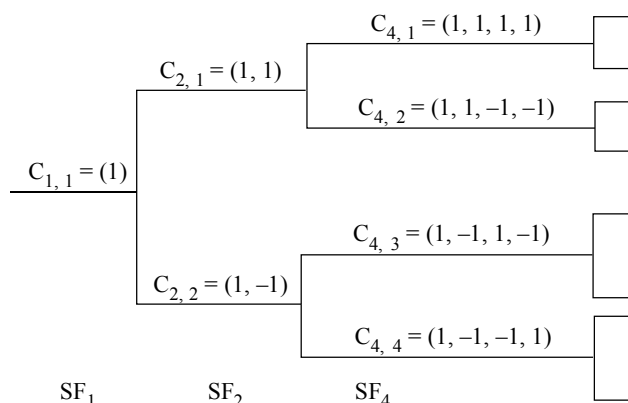 C4, 1 = (1, 1, 1, 1)
C2, 1 = (1, 1)
C4, 2 = (1, 1, –1, –1)
C1, 1 = (1)
C4, 3 = (1, –1, 1, –1)
C2, 2 = (1, –1)
C4, 4 = (1, –1, –1, 1)
SF1 SF2 SF4